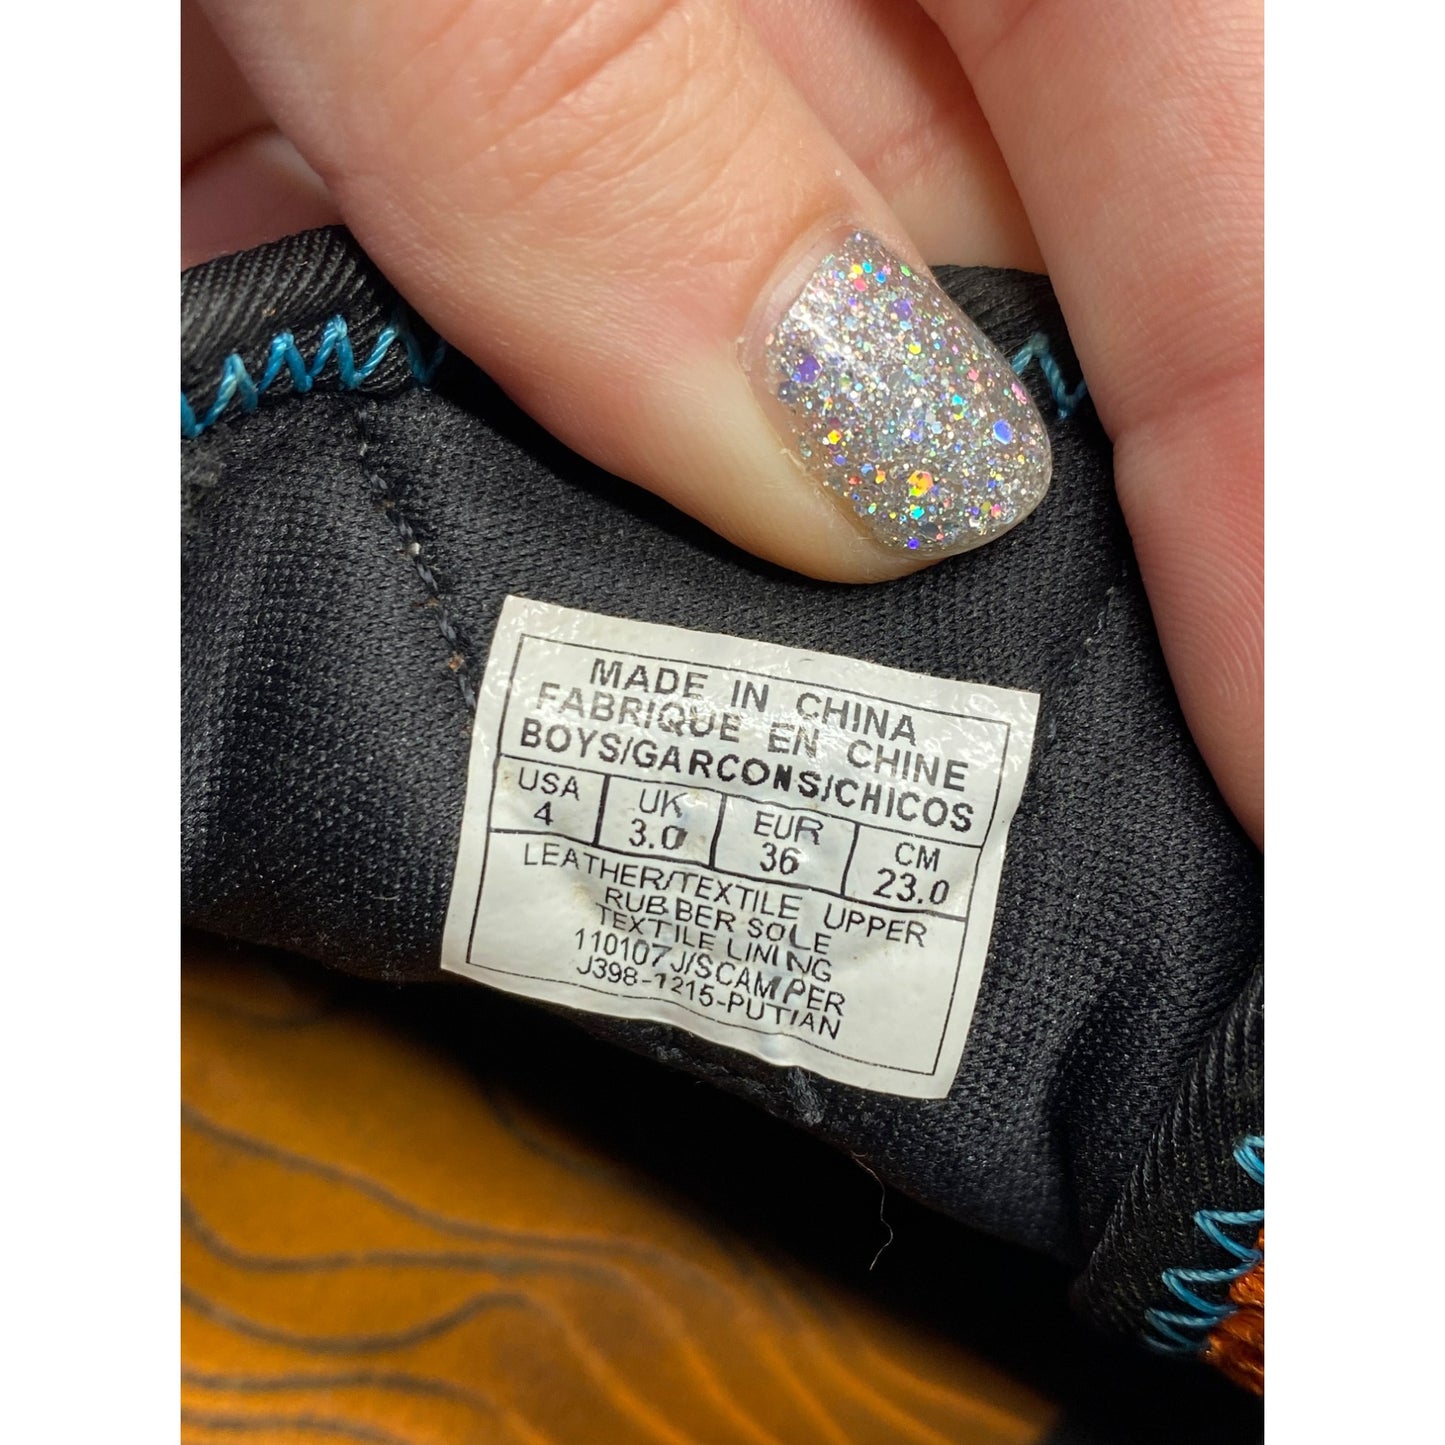 MADE IN CHINA
FABRIQUE EN CHINE
BOYS/GARCONS/CHICOS
USA UK EUR CM
4 3.0 36 23.0
LEATHER/TEXTILE UPPER
RUBBER SOLE
TEXTILE LINING
110107J/SCAMPER
J398-1215-PUTIAN